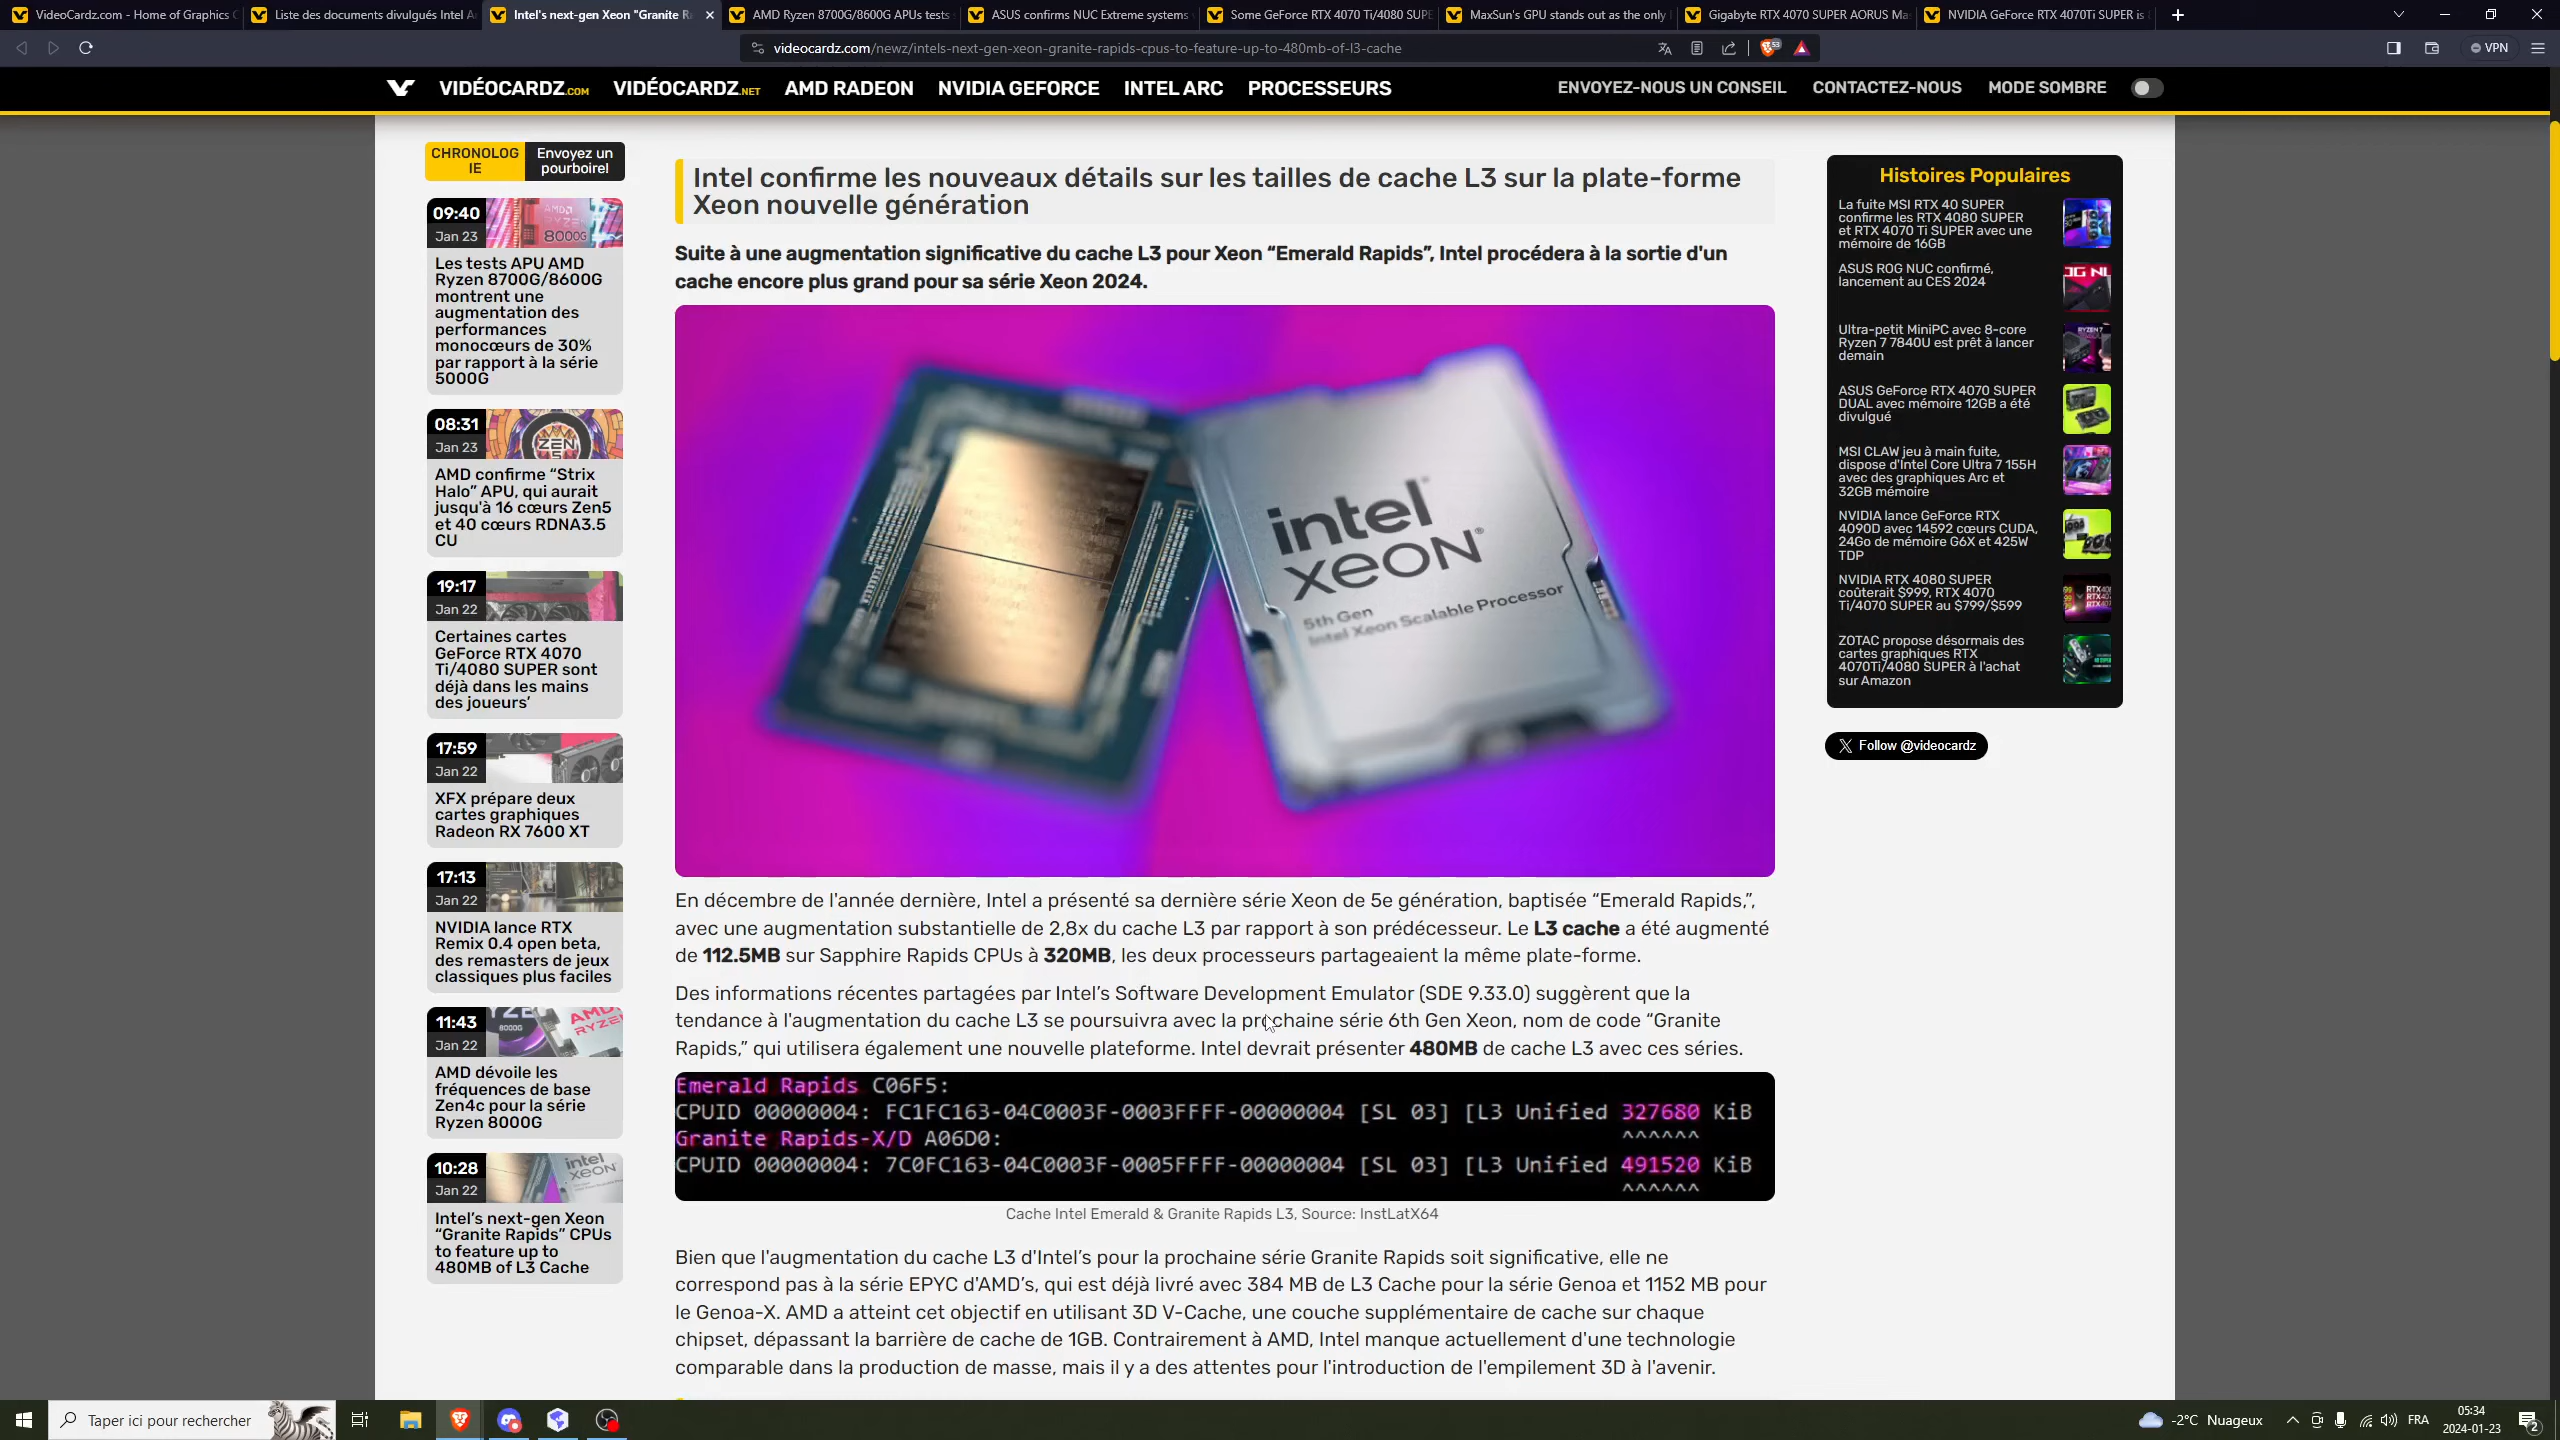 VideoCardz.com - Home of Graphics C
Liste des documents divulgués Intel A
Intel's next-gen Xeon "Granite R
AMD Ryzen 8700G/8600G APUs tests
ASUS confirms NUC Extreme systems
Some GeForce RTX 4070 Ti/4080 SUPE
MaxSun's GPU stands out as the only
Gigabyte RTX 4070 SUPER AORUS Ma
NVIDIA GeForce RTX 4070Ti SUPER is
videocardz.com/newz/intels-next-gen-xeon-granite-rapids-cpus-to-feature-up-to-480mb-of-l3-cache
53
VPN
VIDÉOCARDZ.COM
VIDÉOCARDZ.NET
AMD RADEON
NVIDIA GEFORCE
INTEL ARC
PROCESSEURS
ENVOYEZ-NOUS UN CONSEIL
CONTACTEZ-NOUS
MODE SOMBRE
CHRONOLOG
IE
Envoyez un
pourboire!
09:40
Jan 23
AMD
RYZEN
8000G
Les tests APU AMD
Ryzen 8700G/8600G
montrent une
augmentation des
performances
monocœurs de 30%
par rapport à la série
5000G
08:31
Jan 23
ZEN
5
AMD confirme “Strix
Halo” APU, qui aurait
jusqu'à 16 cœurs Zen5
et 40 cœurs RDNA3.5
CU
19:17
Jan 22
Certaines cartes
GeForce RTX 4070
Ti/4080 SUPER sont
déjà dans les mains
des joueurs’
17:59
Jan 22
XFX prépare deux
cartes graphiques
Radeon RX 7600 XT
17:13
Jan 22
NVIDIA lance RTX
Remix 0.4 open beta,
des remasters de jeux
classiques plus faciles
11:43
Jan 22
AMD dévoile les
fréquences de base
Zen4c pour la série
Ryzen 8000G
10:28
Jan 22
intel
XEON
Intel’s next-gen Xeon
“Granite Rapids” CPUs
to feature up to
480MB of L3 Cache
Intel confirme les nouveaux détails sur les tailles de cache L3 sur la plate-forme
Xeon nouvelle génération
Suite à une augmentation significative du cache L3 pour Xeon “Emerald Rapids”, Intel procédera à la sortie d'un
cache encore plus grand pour sa série Xeon 2024.
intel
xeon®
5th Gen
Intel Xeon Scalable Processor
En décembre de l'année dernière, Intel a présenté sa dernière série Xeon de 5e génération, baptisée “Emerald Rapids,”,
avec une augmentation substantielle de 2,8x du cache L3 par rapport à son prédécesseur. Le L3 cache a été augmenté
de 112.5MB sur Sapphire Rapids CPUs à 320MB, les deux processeurs partageaient la même plate-forme.
Des informations récentes partagées par Intel’s Software Development Emulator (SDE 9.33.0) suggèrent que la
tendance à l'augmentation du cache L3 se poursuivra avec la prochaine série 6th Gen Xeon, nom de code “Granite
Rapids,” qui utilisera également une nouvelle plateforme. Intel devrait présenter 480MB de cache L3 avec ces séries.
Emerald Rapids C06F5:
CPUID 00000004: FC1FC163-04C0003F-0003FFFF-00000004 [SL 03] [L3 Unified 327680 KiB
^^^^^^
Granite Rapids-X/D A06D0:
CPUID 00000004: 7C0FC163-04C0003F-0005FFFF-00000004 [SL 03] [L3 Unified 491520 KiB
^^^^^^
Cache Intel Emerald & Granite Rapids L3, Source: InstLatX64
Bien que l'augmentation du cache L3 d'Intel’s pour la prochaine série Granite Rapids soit significative, elle ne
correspond pas à la série EPYC d'AMD’s, qui est déjà livré avec 384 MB de L3 Cache pour la série Genoa et 1152 MB pour
le Genoa-X. AMD a atteint cet objectif en utilisant 3D V-Cache, une couche supplémentaire de cache sur chaque
chipset, dépassant la barrière de cache de 1GB. Contrairement à AMD, Intel manque actuellement d'une technologie
comparable dans la production de masse, mais il y a des attentes pour l'introduction de l'empilement 3D à l'avenir.
Histoires Populaires
La fuite MSI RTX 40 SUPER
confirme les RTX 4080 SUPER
et RTX 4070 Ti SUPER avec une
mémoire de 16GB
ASUS ROG NUC confirmé,
lancement au CES 2024
Ultra-petit MiniPC avec 8-core
Ryzen 7 7840U est prêt à lancer
demain
ASUS GeForce RTX 4070 SUPER
DUAL avec mémoire 12GB a été
divulgué
MSI CLAW jeu à main fuite,
dispose d'Intel Core Ultra 7 155H
avec des graphiques Arc et
32GB mémoire
NVIDIA lance GeForce RTX
4090D avec 14592 cœurs CUDA,
24Go de mémoire G6X et 425W
TDP
NVIDIA RTX 4080 SUPER
coûterait $999, RTX 4070
Ti/4070 SUPER au $799/$599
ZOTAC propose désormais des
cartes graphiques RTX
4070Ti/4080 SUPER à l'achat
sur Amazon
Follow @videocardz
Taper ici pour rechercher
-2°C Nuageux
FRA
05:34
2024-01-23
2